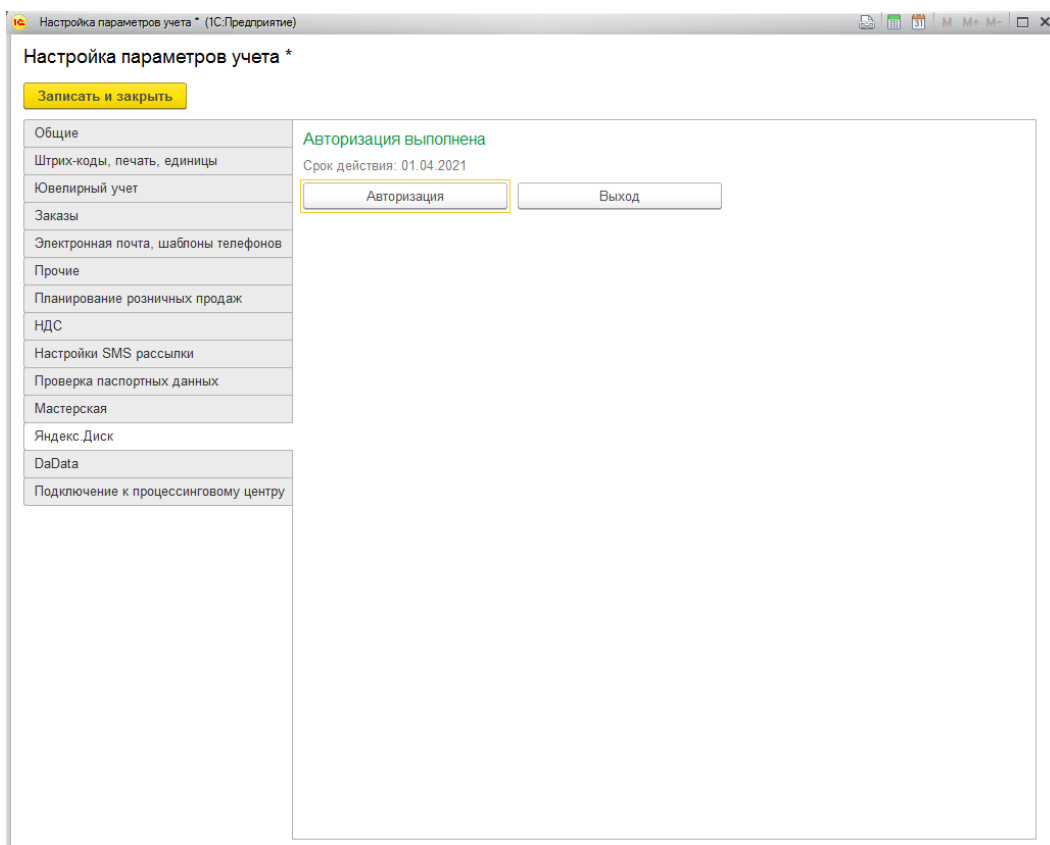 1С Настройка параметров учета * (1С:Предприятие) 31 M M+ M-
Настройка параметров учета *
Записать и закрыть
Общие
Штрих-коды, печать, единицы
Ювелирный учет
Заказы
Электронная почта, шаблоны телефонов
Прочие
Планирование розничных продаж
НДС
Настройки SMS рассылки
Проверка паспортных данных
Мастерская
Яндекс.Диск
DaData
Подключение к процессинговому центру
Авторизация выполнена
Срок действия: 01.04.2021
Авторизация Выход